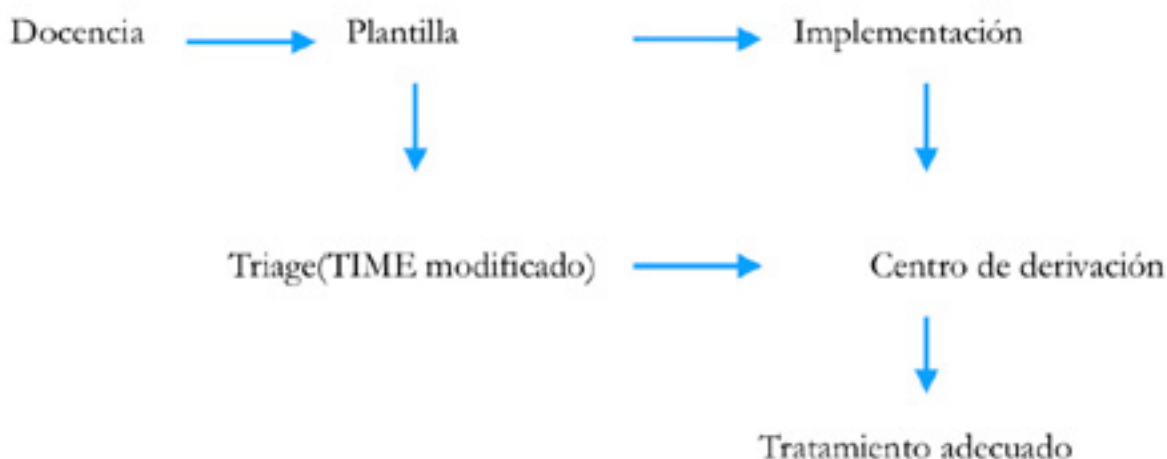 Docencia Plantilla Implementación
Triage(TIME modificado) Centro de derivación
Tratamiento adecuado